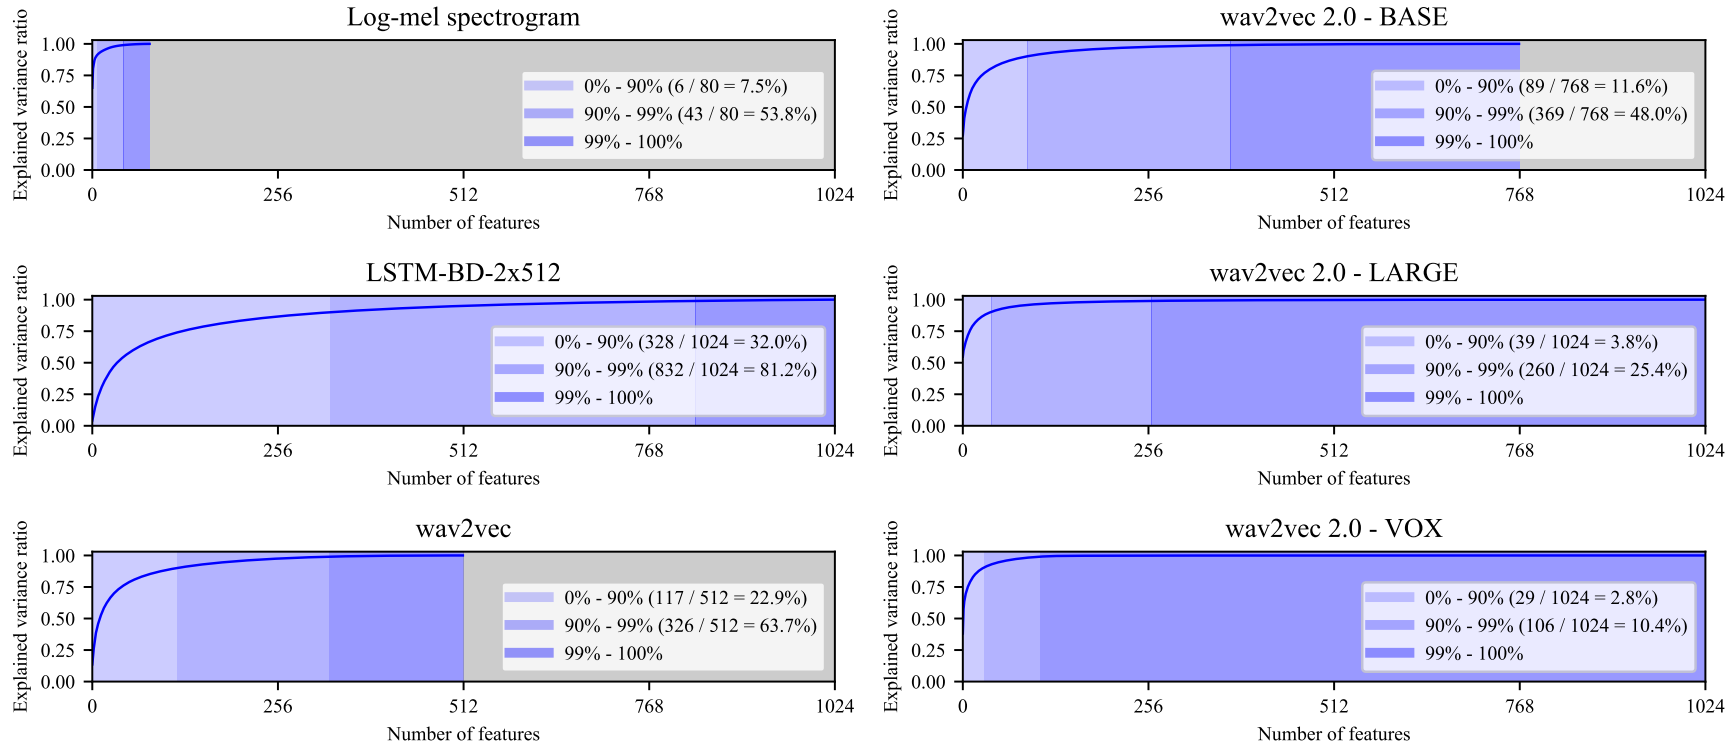 Log-mel spectrogram
Explained variance ratio
1.00
0.75
0.50
0.25
0.00
0% - 90% (6 / 80 = 7.5%)
90% - 99% (43 / 80 = 53.8%)
99% - 100%
0 256 512 768 1024
Number of features
wav2vec 2.0 - BASE
Explained variance ratio
1.00
0.75
0.50
0.25
0.00
0% - 90% (89 / 768 = 11.6%)
90% - 99% (369 / 768 = 48.0%)
99% - 100%
0 256 512 768 1024
Number of features
LSTM-BD-2x512
Explained variance ratio
1.00
0.75
0.50
0.25
0.00
0% - 90% (328 / 1024 = 32.0%)
90% - 99% (832 / 1024 = 81.2%)
99% - 100%
0 256 512 768 1024
Number of features
wav2vec 2.0 - LARGE
Explained variance ratio
1.00
0.75
0.50
0.25
0.00
0% - 90% (39 / 1024 = 3.8%)
90% - 99% (260 / 1024 = 25.4%)
99% - 100%
0 256 512 768 1024
Number of features
wav2vec
Explained variance ratio
1.00
0.75
0.50
0.25
0.00
0% - 90% (117 / 512 = 22.9%)
90% - 99% (326 / 512 = 63.7%)
99% - 100%
0 256 512 768 1024
Number of features
wav2vec 2.0 - VOX
Explained variance ratio
1.00
0.75
0.50
0.25
0.00
0% - 90% (29 / 1024 = 2.8%)
90% - 99% (106 / 1024 = 10.4%)
99% - 100%
0 256 512 768 1024
Number of features